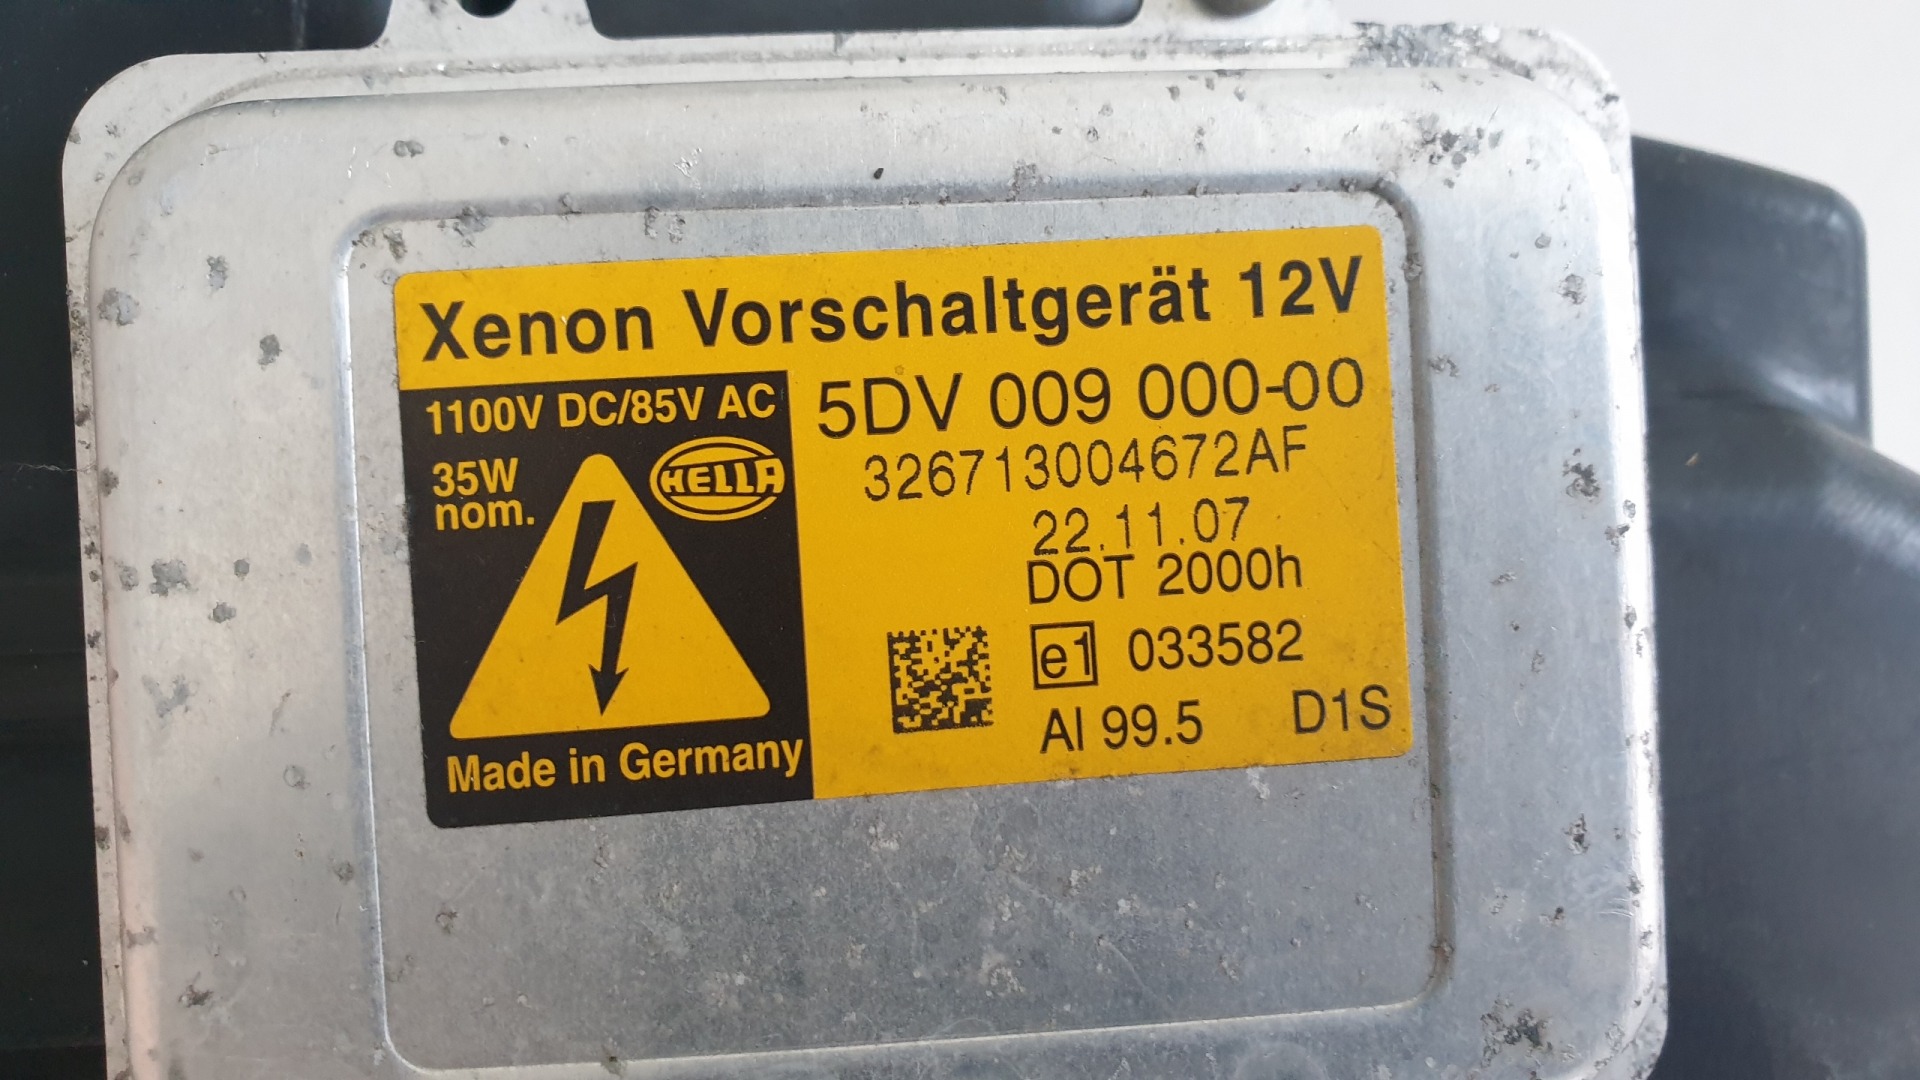 Xenon Vorschaltgerät 12V
1100V DC/85V AC
35W
nom.
HELLA
Made in Germany
5DV 009 000-00
326713004672AF
22.11.07
DOT 2000h
e1 033582
Al 99.5 D1S